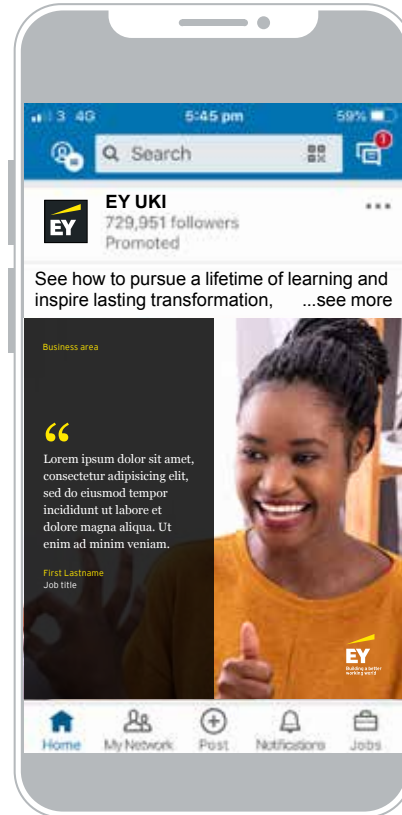 3 4G 5:45 pm 59%
1
Search
EY
EY UKI
729,951 followers
Promoted
See how to pursue a lifetime of learning and
inspire lasting transformation, ...see more
Business area
“
Lorem ipsum dolor sit amet,
consectetur adipisicing elit,
sed do eiusmod tempor
incididunt ut labore et
dolore magna aliqua. Ut
enim ad minim veniam.
First Lastname
Job title
EY
Building a better
working world
Home My Network Post Notifications Jobs